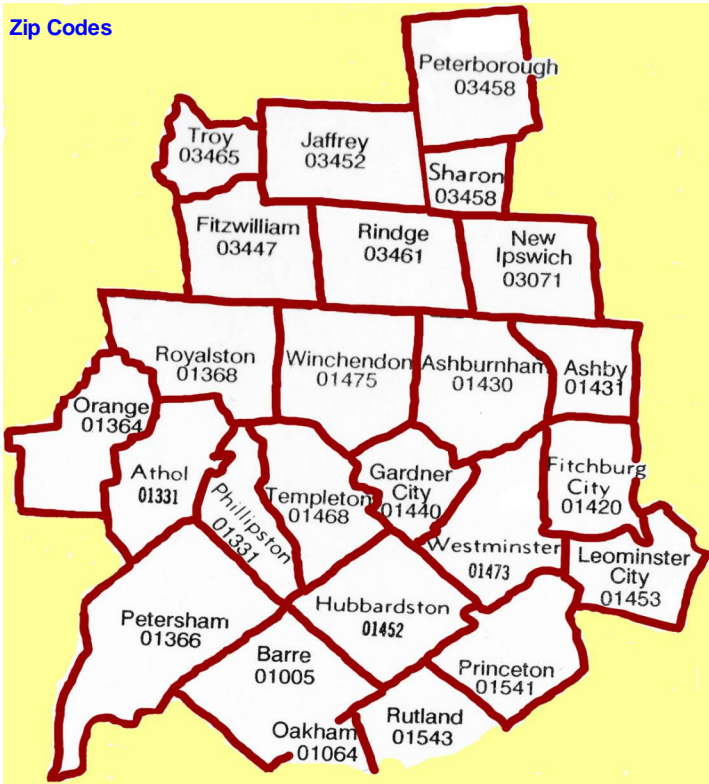 Zip Codes
Peterborough
03458
Troy
03465
Jaffrey
03452
Sharon
03458
Fitzwilliam
03447
Rindge
03461
New
Ipswich
03071
Royalston
01368
Winchendon
01475
Ashburnham
01430
Ashby
01431
Orange
01364
Athol
01331
Phillipston
01331
Templeton
01468
Gardner
City
01440
Fitchburg
City
01420
Westminster
01473
Leominster
City
01453
Petersham
01366
Hubbardston
01452
Barre
01005
Princeton
01541
Oakham
01064
Rutland
01543